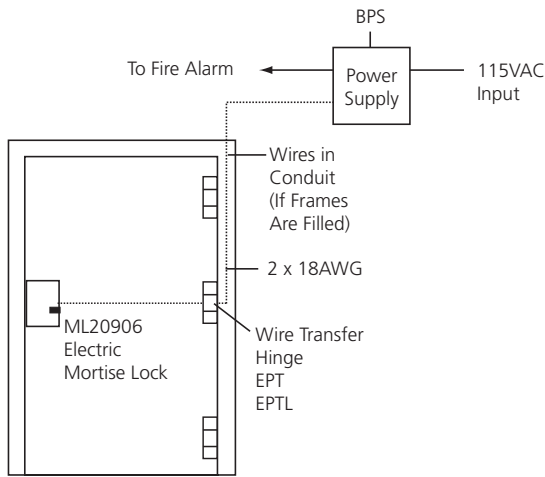 BPS
To Fire Alarm
Power
Supply
115VAC
Input
Wires in
Conduit
(If Frames
Are Filled)
2 x 18AWG
ML20906
Electric
Mortise Lock
Wire Transfer
Hinge
EPT
EPTL